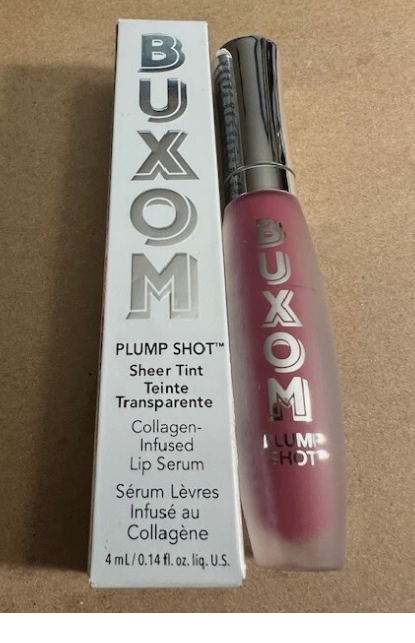 BUXOM
PLUMP SHOT™
Sheer Tint
Teinte
Transparente
Collagen-
Infused
Lip Serum
Sérum Lèvres
Infusé au
Collagène
4 mL/0.14 fl. oz. liq. U.S.
BUXOM
PLUMP
SHOT™